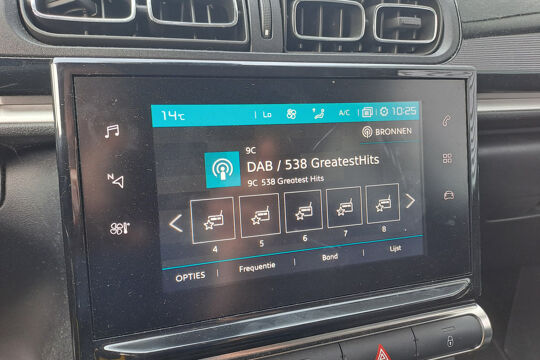 14°C Lo A/C 10:25
BRONNEN
9C
DAB / 538 GreatestHits
9C 538 Greatest Hits
4 5 6 7 8
OPTIES Frequentie Bond Lijst
N